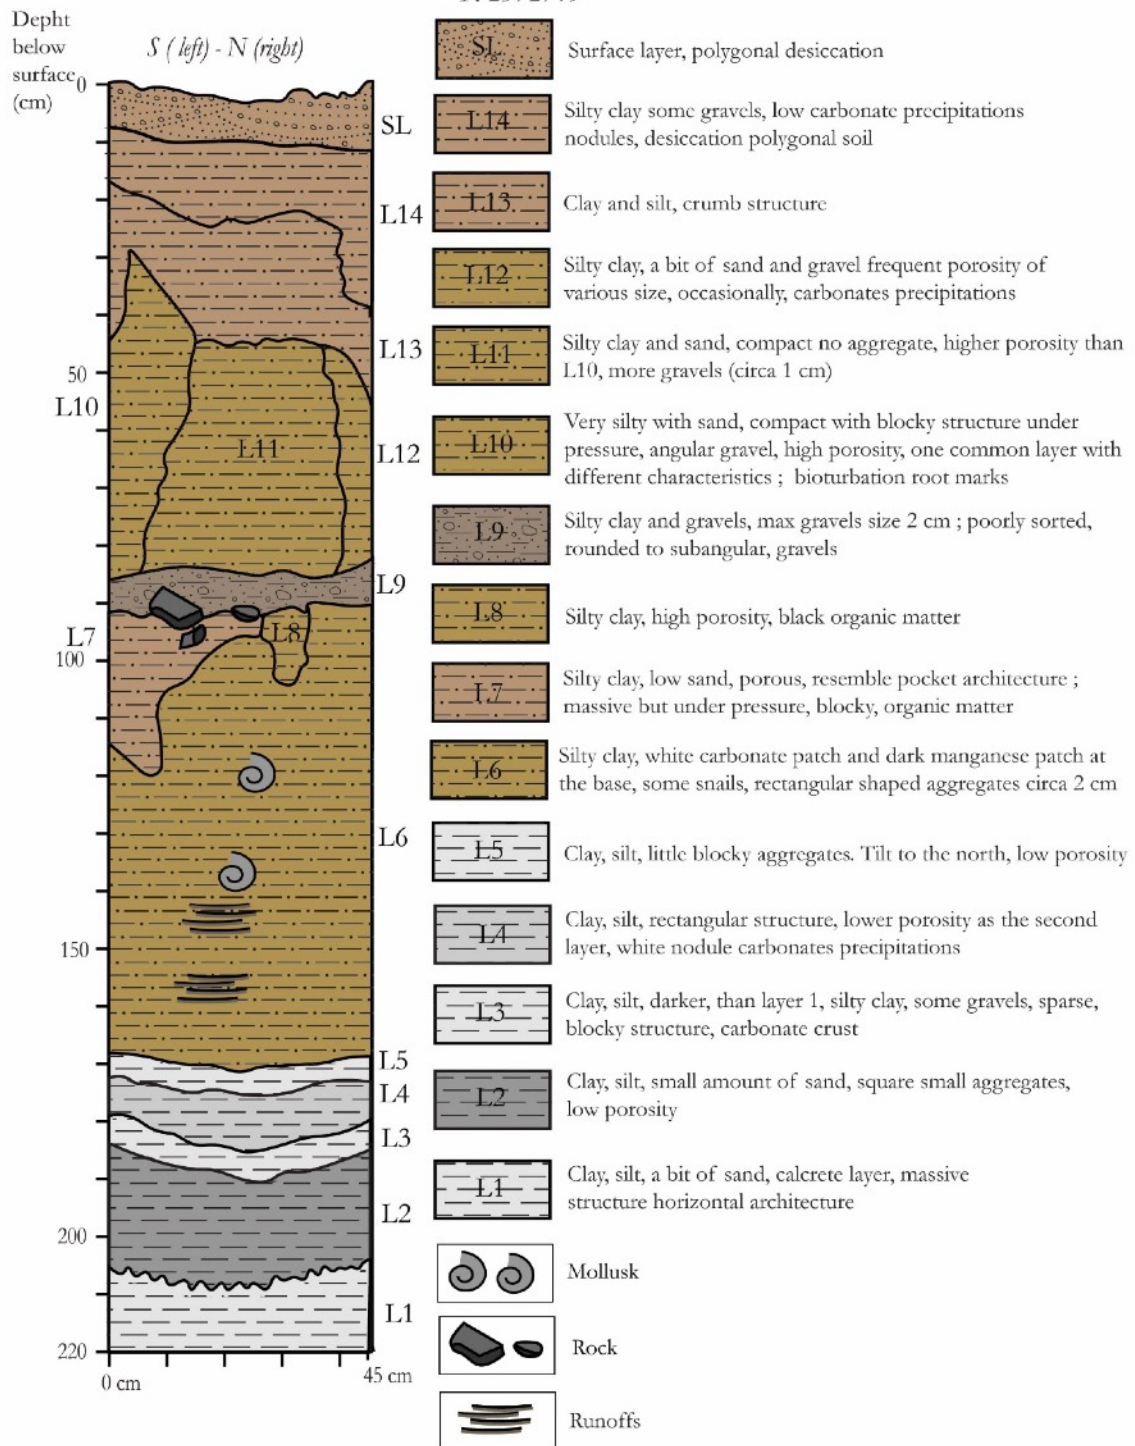 Depht
below
surface
(cm)
S ( left) - N (right)
0
50
100
150
200
220
0 cm
45 cm
SL
L14
L13
L10
L11
L12
L9
L7
L8
L6
L5
L4
L3
L2
L1
SL
Surface layer, polygonal desiccation
L14
Silty clay some gravels, low carbonate precipitations
nodules, desiccation polygonal soil
L13
Clay and silt, crumb structure
L12
Silty clay, a bit of sand and gravel frequent porosity of
various size, occasionally, carbonates precipitations
L11
Silty clay and sand, compact no aggregate, higher porosity than
L10, more gravels (circa 1 cm)
L10
Very silty with sand, compact with blocky structure under
pressure, angular gravel, high porosity, one common layer with
different characteristics ; bioturbation root marks
L9
Silty clay and gravels, max gravels size 2 cm ; poorly sorted,
rounded to subangular, gravels
L8
Silty clay, high porosity, black organic matter
L7
Silty clay, low sand, porous, resemble pocket architecture ;
massive but under pressure, blocky, organic matter
L6
Silty clay, white carbonate patch and dark manganese patch at
the base, some snails, rectangular shaped aggregates circa 2 cm
L5
Clay, silt, little blocky aggregates. Tilt to the north, low porosity
L4
Clay, silt, rectangular structure, lower porosity as the second
layer, white nodule carbonates precipitations
L3
Clay, silt, darker, than layer 1, silty clay, some gravels, sparse,
blocky structure, carbonate crust
L2
Clay, silt, small amount of sand, square small aggregates,
low porosity
L1
Clay, silt, a bit of sand, calcrete layer, massive
structure horizontal architecture
Mollusk
Rock
Runoffs